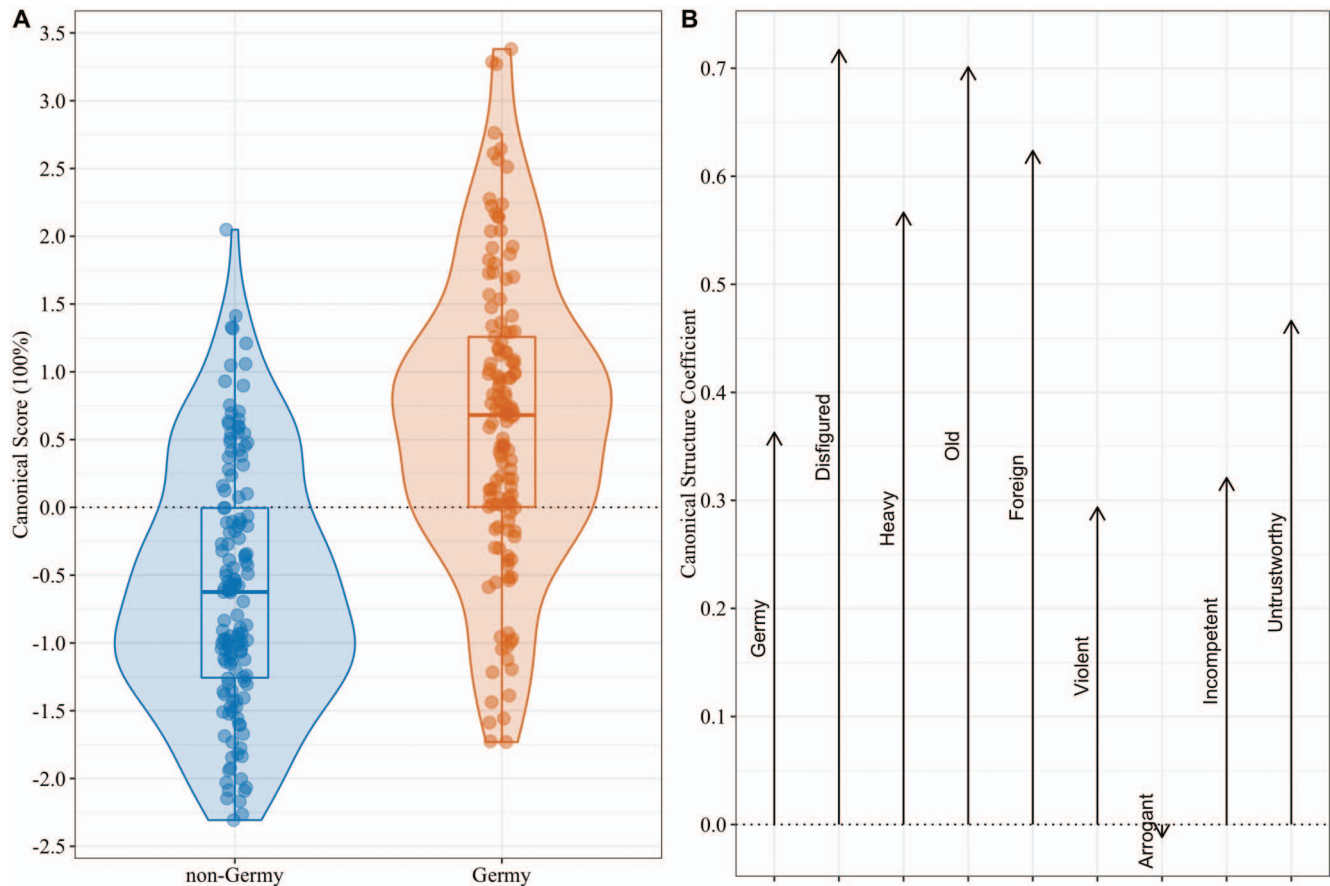 A
Canonical Score (100%)
3.5
3.0
2.5
2.0
1.5
1.0
0.5
0.0
-0.5
-1.0
-1.5
-2.0
-2.5
non-Germy
Germy
B
Canonical Structure Coefficient
0.7
0.6
0.5
0.4
0.3
0.2
0.1
0.0
Germy
Disfigured
Heavy
Old
Foreign
Violent
Arrogant
Incompetent
Untrustworthy